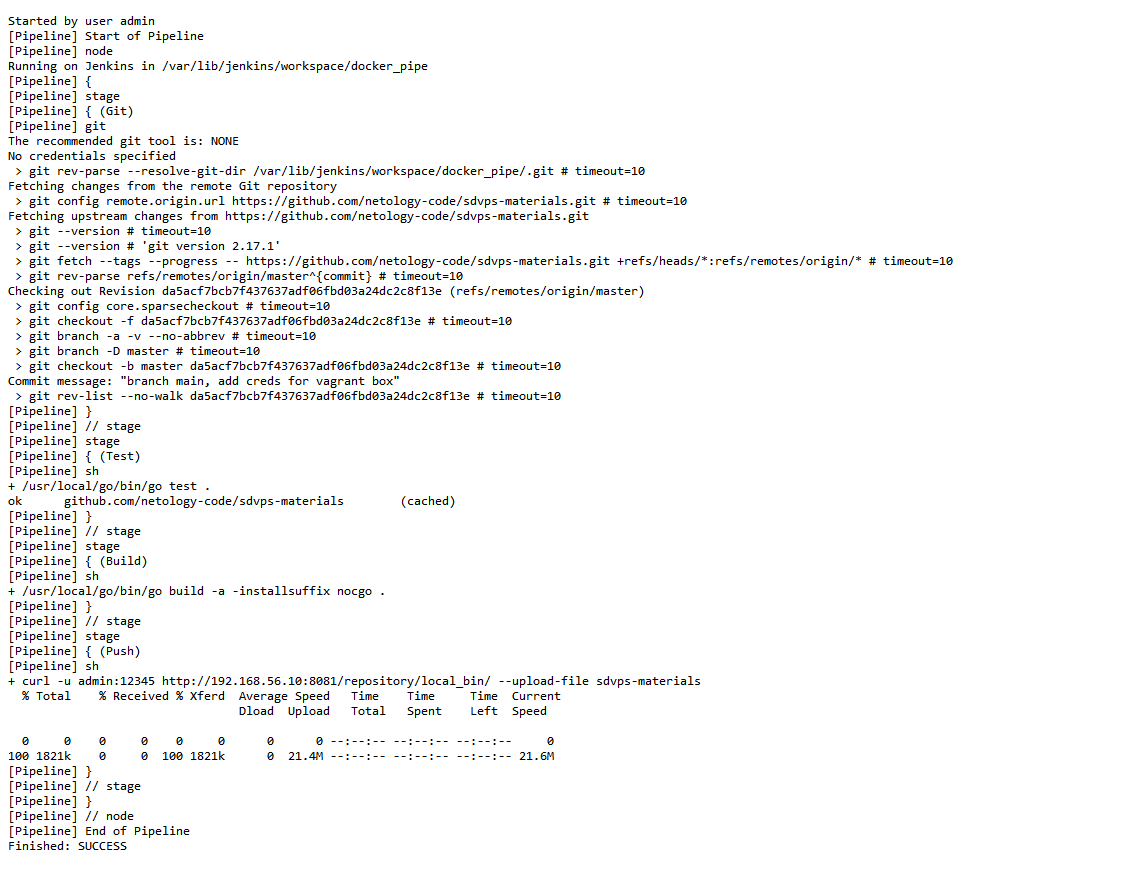 Started by user admin
[Pipeline] Start of Pipeline
[Pipeline] node
Running on Jenkins in /var/lib/jenkins/workspace/docker_pipe
[Pipeline] {
[Pipeline] stage
[Pipeline] { (Git)
[Pipeline] git
The recommended git tool is: NONE
No credentials specified
 > git rev-parse --resolve-git-dir /var/lib/jenkins/workspace/docker_pipe/.git # timeout=10
Fetching changes from the remote Git repository
 > git config remote.origin.url https://github.com/netology-code/sdvps-materials.git # timeout=10
Fetching upstream changes from https://github.com/netology-code/sdvps-materials.git
 > git --version # timeout=10
 > git --version # 'git version 2.17.1'
 > git fetch --tags --progress -- https://github.com/netology-code/sdvps-materials.git +refs/heads/*:refs/remotes/origin/* # timeout=10
 > git rev-parse refs/remotes/origin/master^{commit} # timeout=10
Checking out Revision da5acf7bcb7f437637adf06fbd03a24dc2c8f13e (refs/remotes/origin/master)
 > git config core.sparsecheckout # timeout=10
 > git checkout -f da5acf7bcb7f437637adf06fbd03a24dc2c8f13e # timeout=10
 > git branch -a -v --no-abbrev # timeout=10
 > git branch -D master # timeout=10
 > git checkout -b master da5acf7bcb7f437637adf06fbd03a24dc2c8f13e # timeout=10
Commit message: "branch main, add creds for vagrant box"
 > git rev-list --no-walk da5acf7bcb7f437637adf06fbd03a24dc2c8f13e # timeout=10
[Pipeline] }
[Pipeline] // stage
[Pipeline] stage
[Pipeline] { (Test)
[Pipeline] sh
+ /usr/local/go/bin/go test .
ok      github.com/netology-code/sdvps-materials        (cached)
[Pipeline] }
[Pipeline] // stage
[Pipeline] stage
[Pipeline] { (Build)
[Pipeline] sh
+ /usr/local/go/bin/go build -a -installsuffix nocgo .
[Pipeline] }
[Pipeline] // stage
[Pipeline] stage
[Pipeline] { (Push)
[Pipeline] sh
+ curl -u admin:12345 http://192.168.56.10:8081/repository/local_bin/ --upload-file sdvps-materials
  % Total    % Received % Xferd  Average Speed   Time    Time     Time  Current
                                 Dload  Upload   Total   Spent    Left  Speed
  0     0    0     0    0     0      0      0 --:--:-- --:--:-- --:--:--     0
100 1821k    0     0  100 1821k      0  21.4M --:--:-- --:--:-- --:--:-- 21.6M
[Pipeline] }
[Pipeline] // stage
[Pipeline] }
[Pipeline] // node
[Pipeline] End of Pipeline
Finished: SUCCESS